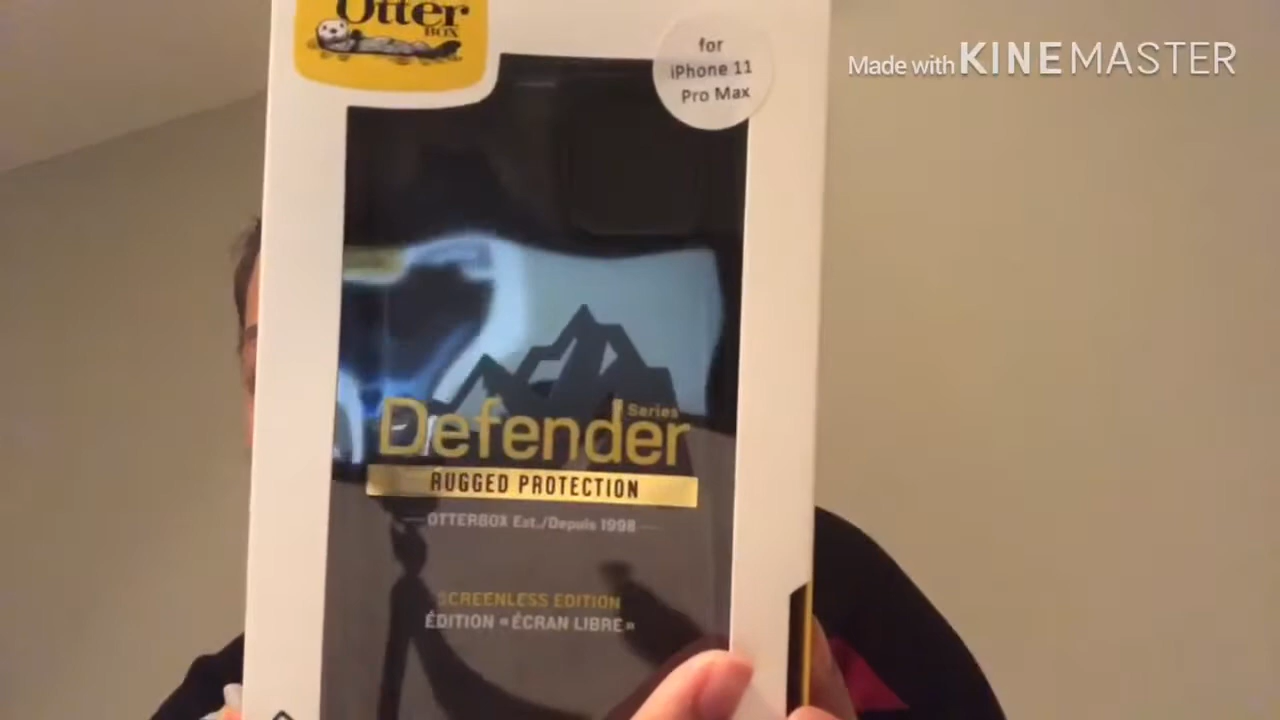 Otter
BOX
for
iPhone 11
Pro Max
Made with KINEMASTER
Defender
Series
RUGGED PROTECTION
OTTERBOX Est./Depuis 1998
SCREENLESS EDITION
ÉDITION «ÉCRAN LIBRE»